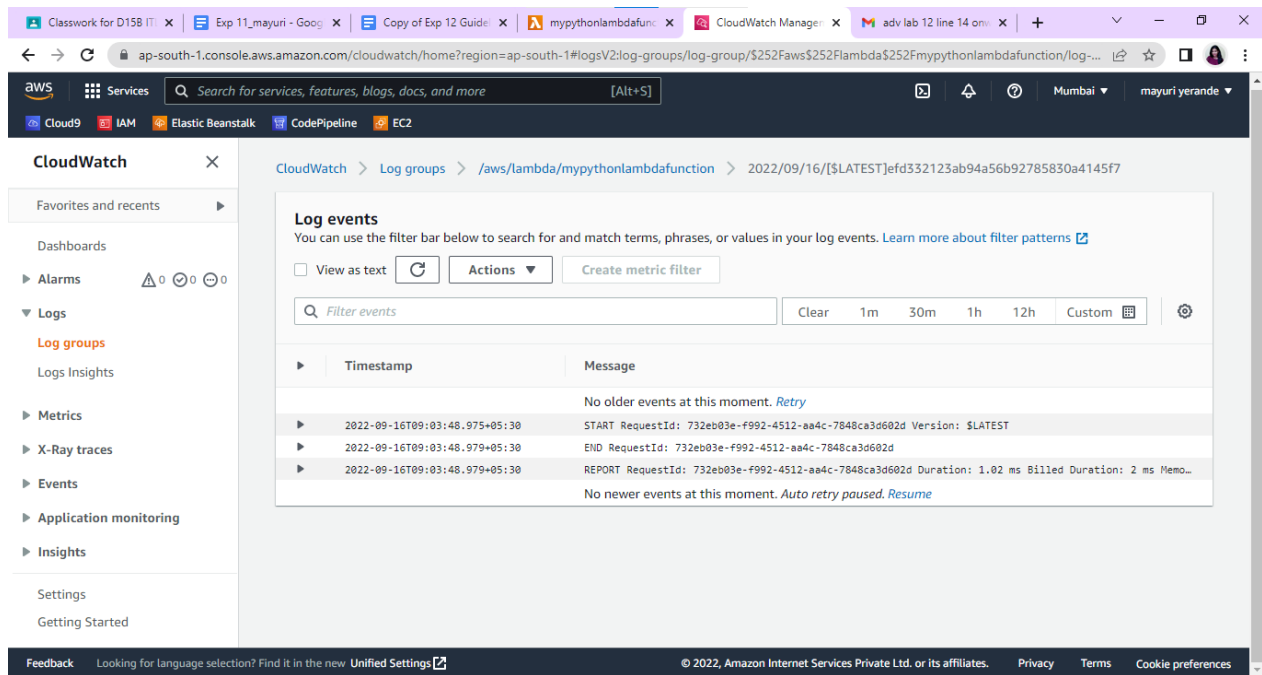 Classwork for D15B IT
Exp 11_mayuri - Goog
Copy of Exp 12 Guidel
mypythonlambdafunc
CloudWatch Manager
adv lab 12 line 14 onw
ap-south-1.console.aws.amazon.com/cloudwatch/home?region=ap-south-1#logsV2:log-groups/log-group/$252Faws$252Flambda$252Fmypythonlambdafunction/log-...
aws Services Search for services, features, blogs, docs, and more [Alt+S] Mumbai mayuri yerande
Cloud9 IAM Elastic Beanstalk CodePipeline EC2
CloudWatch
Favorites and recents
Dashboards
Alarms 0 0 0
Logs
Log groups
Logs Insights
Metrics
X-Ray traces
Events
Application monitoring
Insights
Settings
Getting Started
CloudWatch > Log groups > /aws/lambda/mypythonlambdafunction > 2022/09/16/[$LATEST]efd332123ab94a56b92785830a4145f7
Log events
You can use the filter bar below to search for and match terms, phrases, or values in your log events. Learn more about filter patterns
View as text Actions Create metric filter
Filter events Clear 1m 30m 1h 12h Custom
Timestamp Message
No older events at this moment. Retry
2022-09-16T09:03:48.975+05:30 START RequestId: 732eb03e-f992-4512-aa4c-7848ca3d602d Version: $LATEST
2022-09-16T09:03:48.979+05:30 END RequestId: 732eb03e-f992-4512-aa4c-7848ca3d602d
2022-09-16T09:03:48.979+05:30 REPORT RequestId: 732eb03e-f992-4512-aa4c-7848ca3d602d Duration: 1.02 ms Billed Duration: 2 ms Memo…
No newer events at this moment. Auto retry paused. Resume
Feedback Looking for language selection? Find it in the new Unified Settings © 2022, Amazon Internet Services Private Ltd. or its affiliates. Privacy Terms Cookie preferences